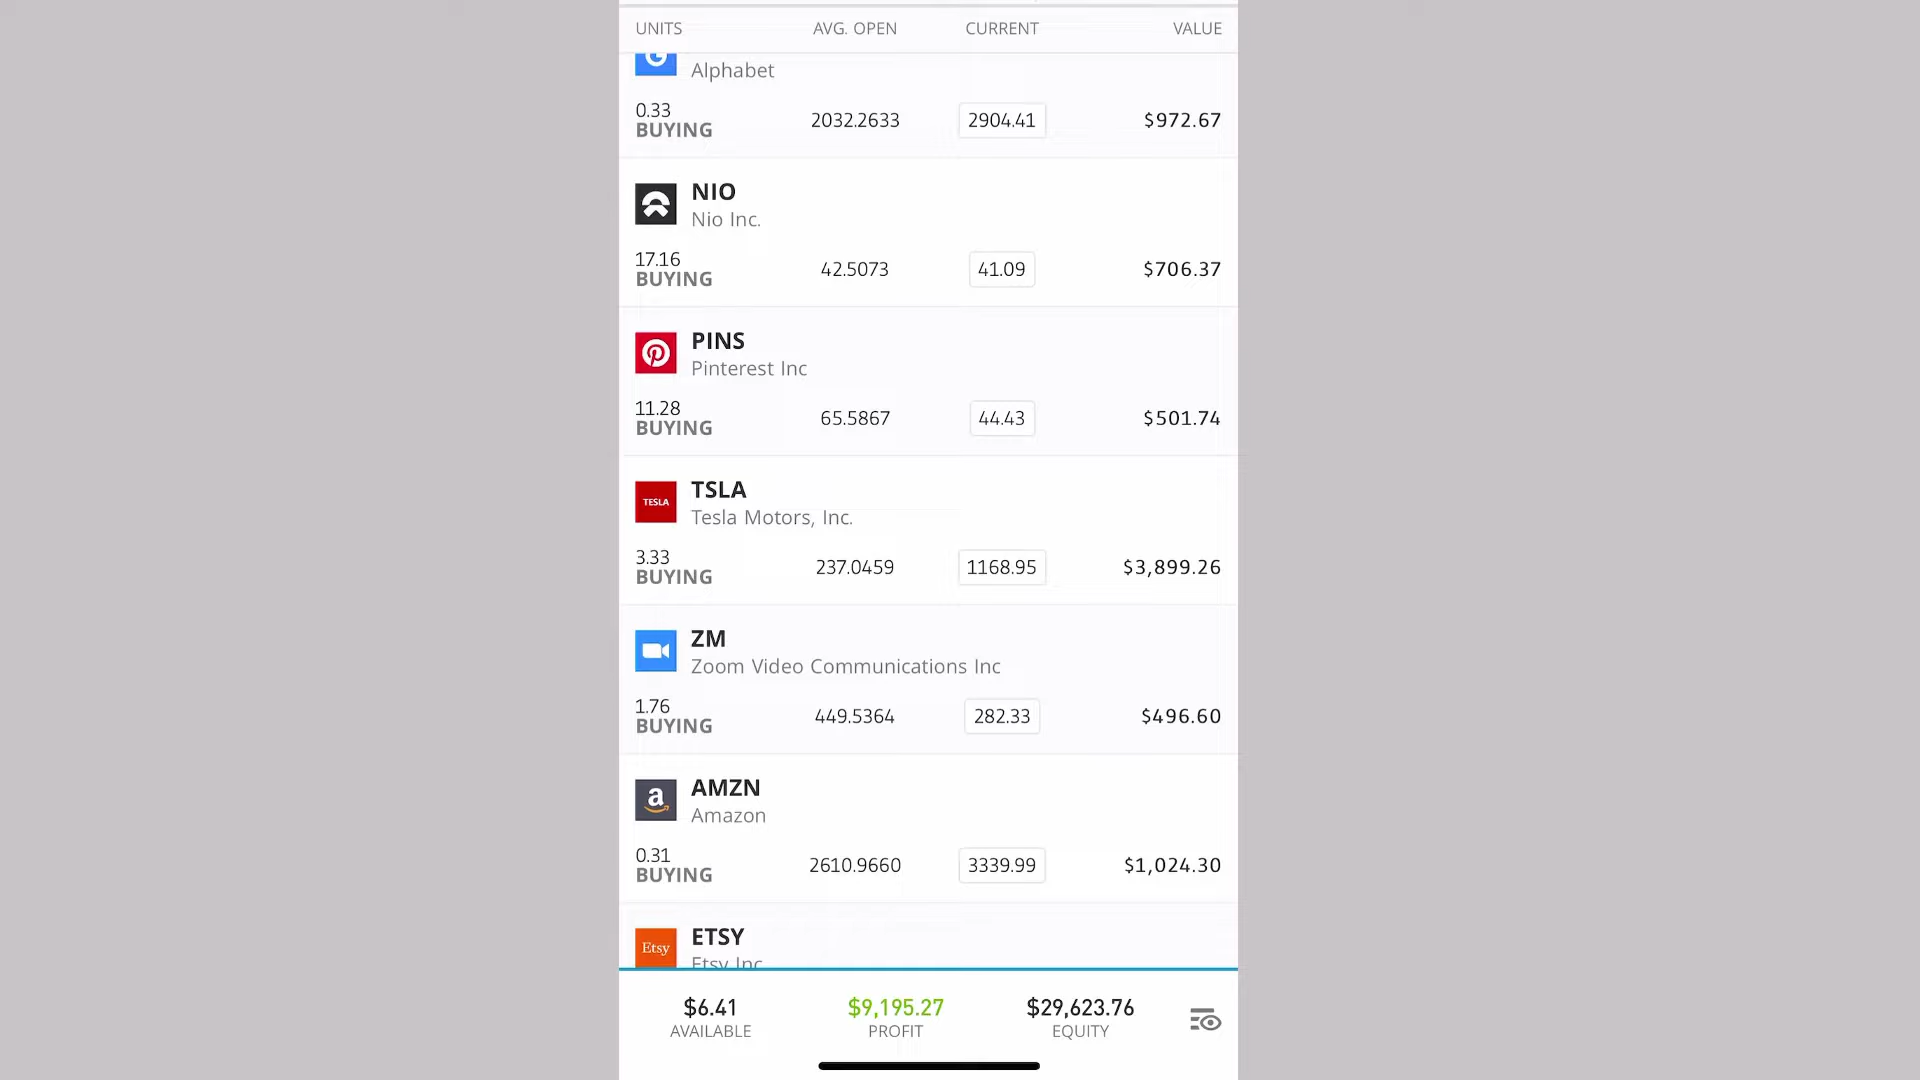 UNITS AVG. OPEN CURRENT VALUE
Alphabet
0.33
BUYING 2032.2633 2904.41 $972.67
NIO
Nio Inc.
17.16
BUYING 42.5073 41.09 $706.37
PINS
Pinterest Inc
11.28
BUYING 65.5867 44.43 $501.74
TESLA TSLA
Tesla Motors, Inc.
3.33
BUYING 237.0459 1168.95 $3,899.26
ZM
Zoom Video Communications Inc
1.76
BUYING 449.5364 282.33 $496.60
a AMZN
Amazon
0.31
BUYING 2610.9660 3339.99 $1,024.30
Etsy ETSY
Etsy Inc
$6.41 $9,195.27 $29,623.76
AVAILABLE PROFIT EQUITY